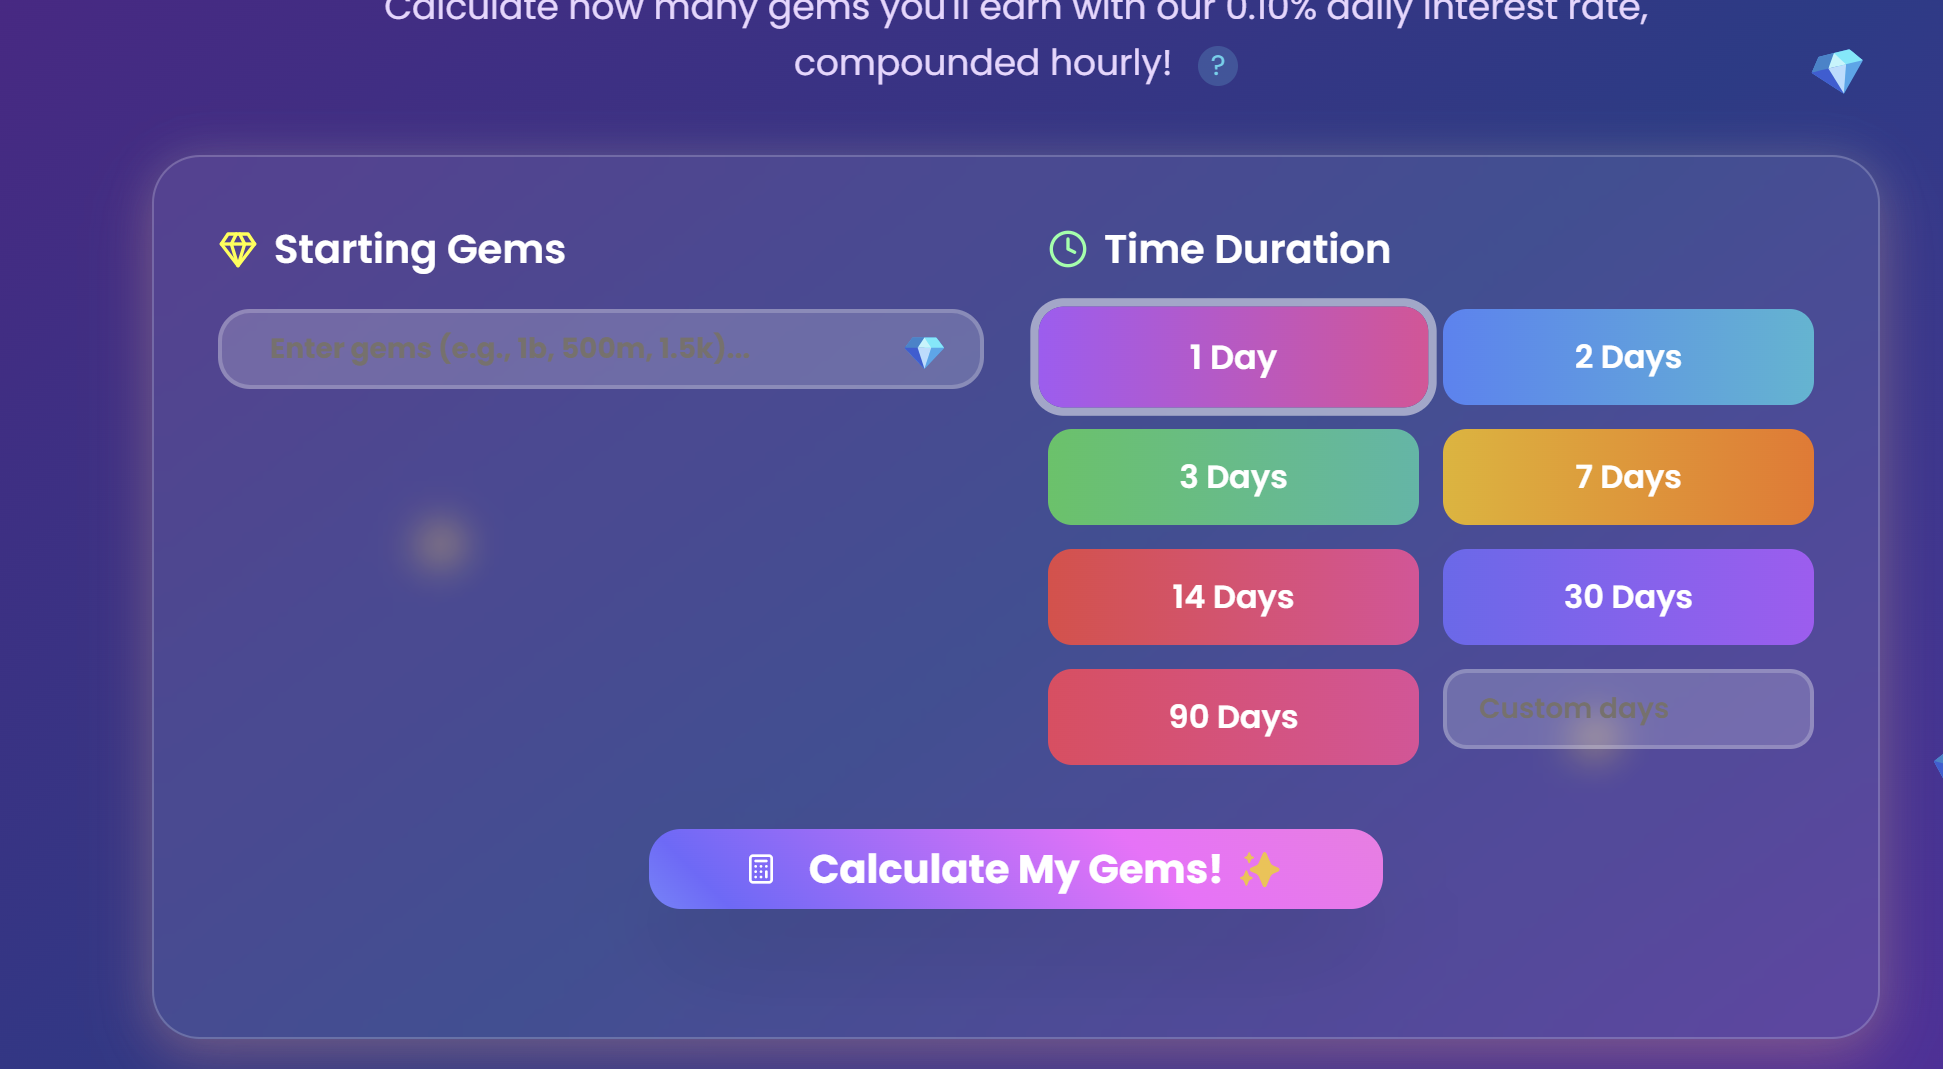 Calculate how many gems you'll earn with our 0.10% daily interest rate,
compounded hourly! ?
Starting Gems
Enter gems (e.g., 1b, 500m, 1.5k)...
Time Duration
1 Day
2 Days
3 Days
7 Days
14 Days
30 Days
90 Days
Custom days
Calculate My Gems! ✨